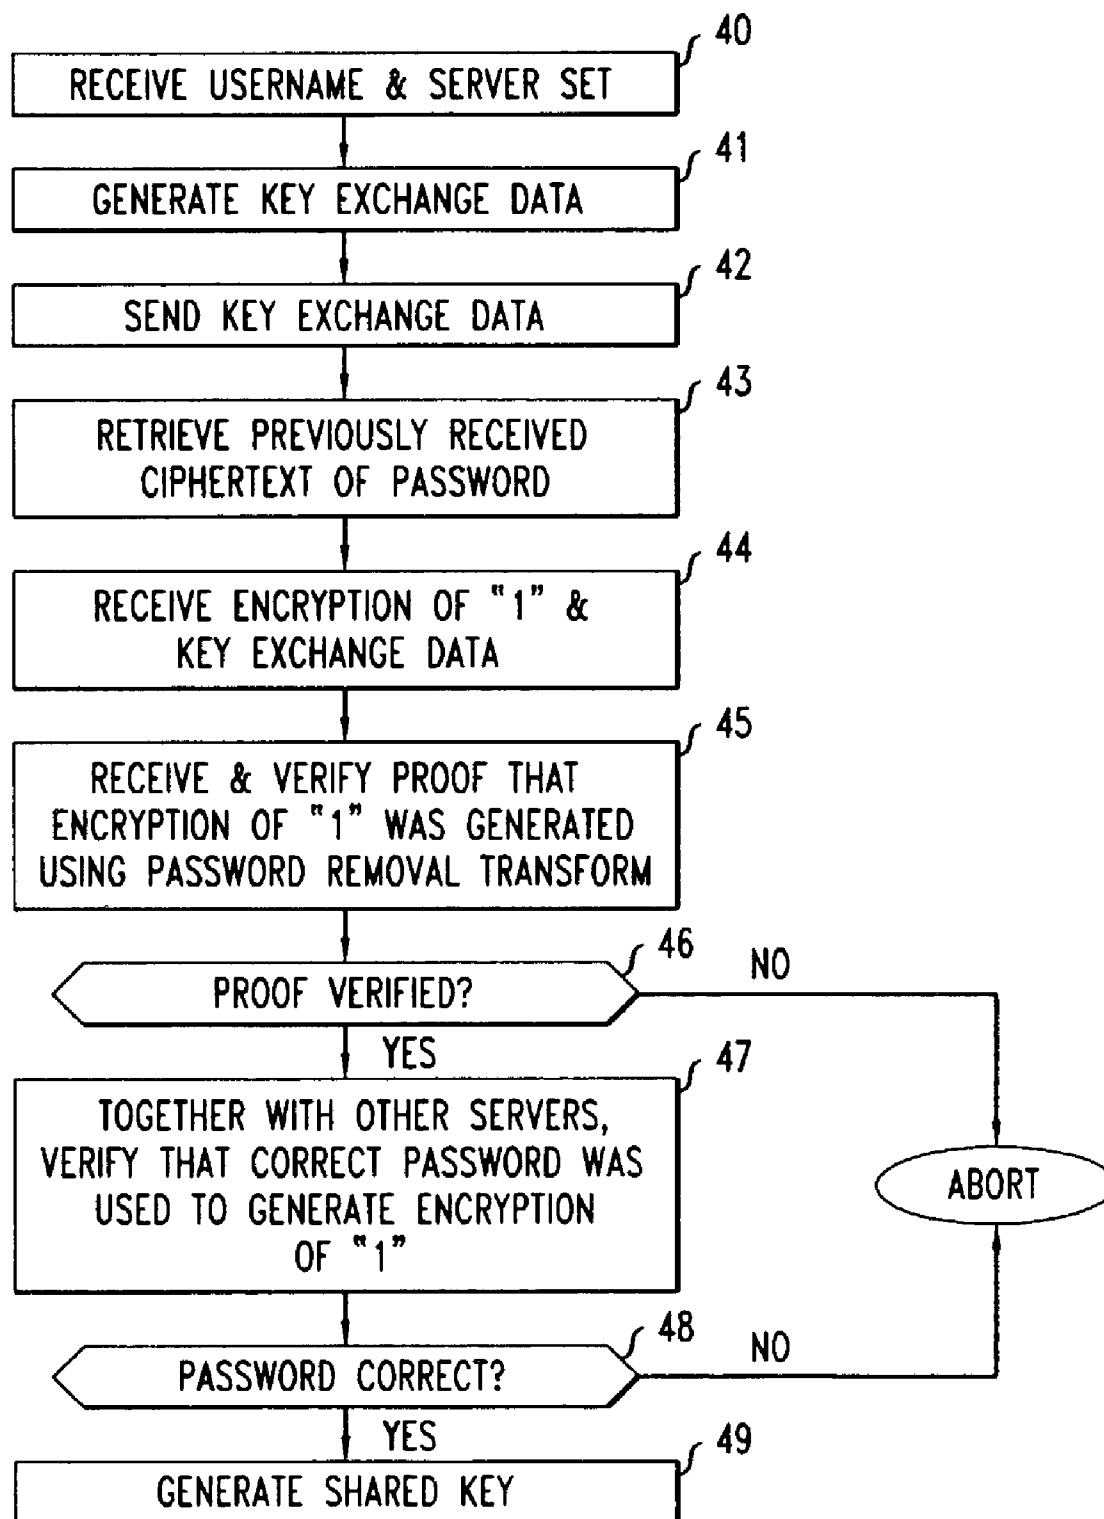 40
RECEIVE USERNAME & SERVER SET
41
GENERATE KEY EXCHANGE DATA
42
SEND KEY EXCHANGE DATA
43
RETRIEVE PREVIOUSLY RECEIVED
CIPHERTEXT OF PASSWORD
44
RECEIVE ENCRYPTION OF "1" &
KEY EXCHANGE DATA
45
RECEIVE & VERIFY PROOF THAT
ENCRYPTION OF "1" WAS GENERATED
USING PASSWORD REMOVAL TRANSFORM
46
PROOF VERIFIED?
NO
YES
47
TOGETHER WITH OTHER SERVERS,
VERIFY THAT CORRECT PASSWORD WAS
USED TO GENERATE ENCRYPTION
OF "1"
ABORT
48
PASSWORD CORRECT?
NO
YES
49
GENERATE SHARED KEY